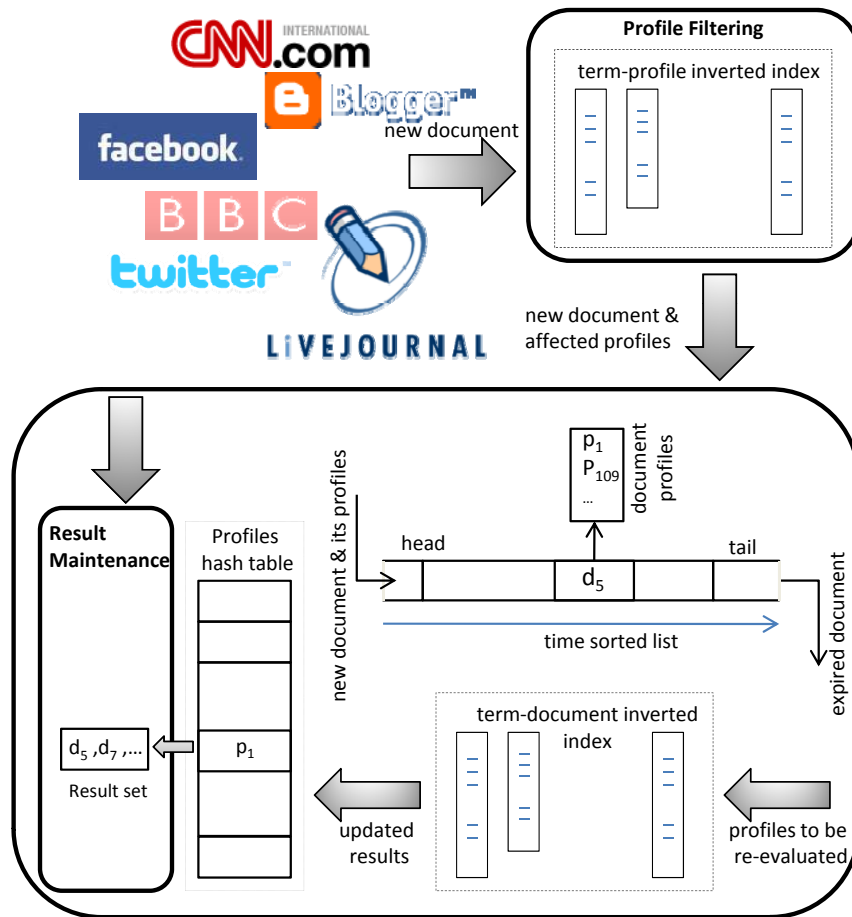 CNN INTERNATIONAL
.com
Blogger™
facebook.
BBC
twitter™
LiVEJOURNAL
new document
Profile Filtering
term-profile inverted index
new document &
affected profiles
Result
Maintenance
Profiles
hash table
new document & its profiles
head
p1
P109
...
document
profiles
d5
tail
time sorted list
expired document
term-document inverted
index
d5 ,d7 ,...
Result set
p1
updated
results
profiles to be
re-evaluated